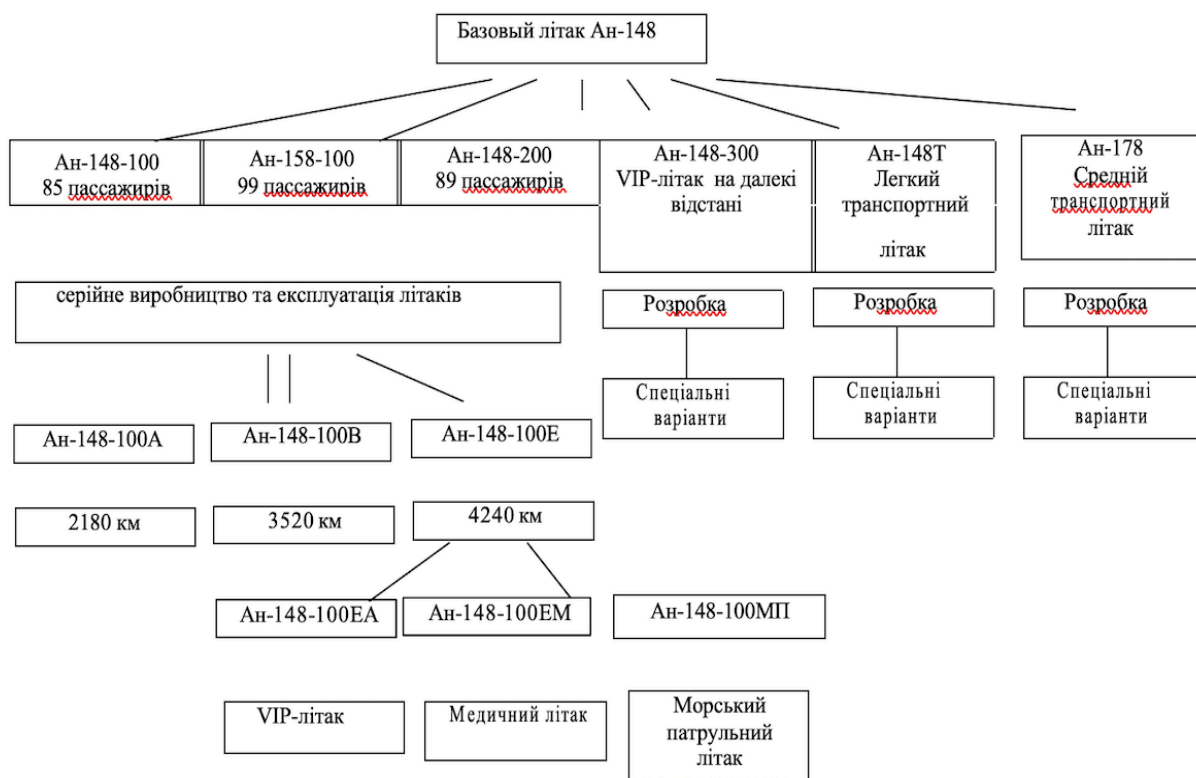 Базовый літак Ан-148
Ан-148-100
85 пассажирів
Ан-158-100
99 пассажирів
Ан-148-200
89 пассажирів
Ан-148-300
VIP-літак на далекі
відстані
Ан-148Т
Легкий
транспортний
літак
Ан-178
Средній
транспортний
літак
серійне виробництво та експлуатація літаків
Розробка
Розробка
Розробка
Спеціальні
варіанти
Спеціальні
варіанти
Спеціальні
варіанти
Ан-148-100А
Ан-148-100В
Ан-148-100Е
2180 км
3520 км
4240 км
Ан-148-100ЕА
Ан-148-100ЕМ
Ан-148-100МП
VIP-літак
Медичний літак
Морський
патрульний
літак